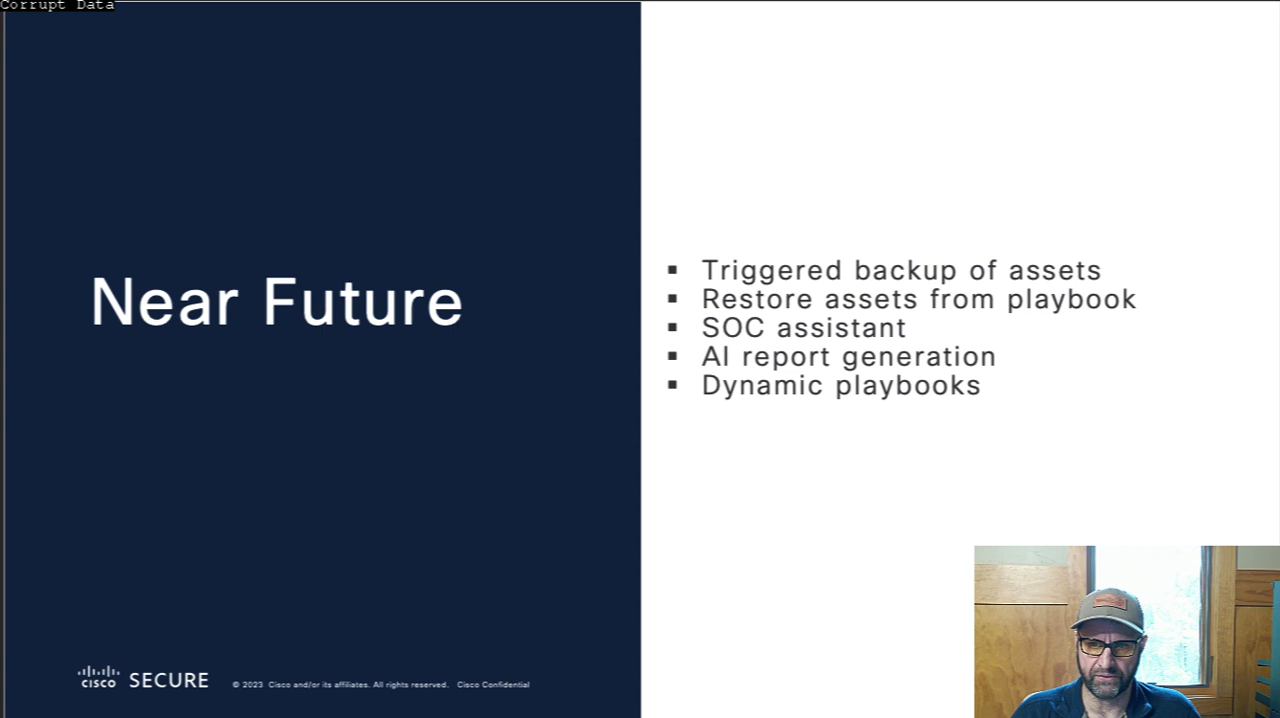 Corrupt Data
Near Future
▪ Triggered backup of assets
▪ Restore assets from playbook
▪ SOC assistant
▪ AI report generation
▪ Dynamic playbooks
CISCO SECURE © 2023 Cisco and/or its affiliates. All rights reserved. Cisco Confidential